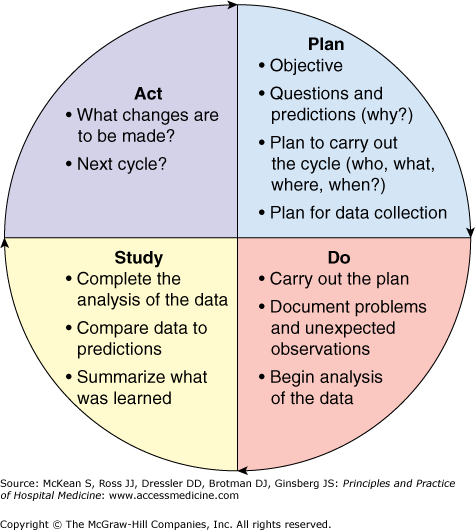 Plan
• Objective
• Questions and
predictions (why?)
• Plan to carry out
the cycle (who, what,
where, when?)
• Plan for data collection
Do
• Carry out the plan
• Document problems
and unexpected
observations
• Begin analysis
of the data
Study
• Complete the
analysis of the data
• Compare data to
predictions
• Summarize what
was learned
Act
• What changes are
to be made?
• Next cycle?
Source: McKean S, Ross JJ, Dressler DD, Brotman DJ, Ginsberg JS: Principles and Practice
of Hospital Medicine: www.accessmedicine.com
Copyright © The McGraw-Hill Companies, Inc. All rights reserved.